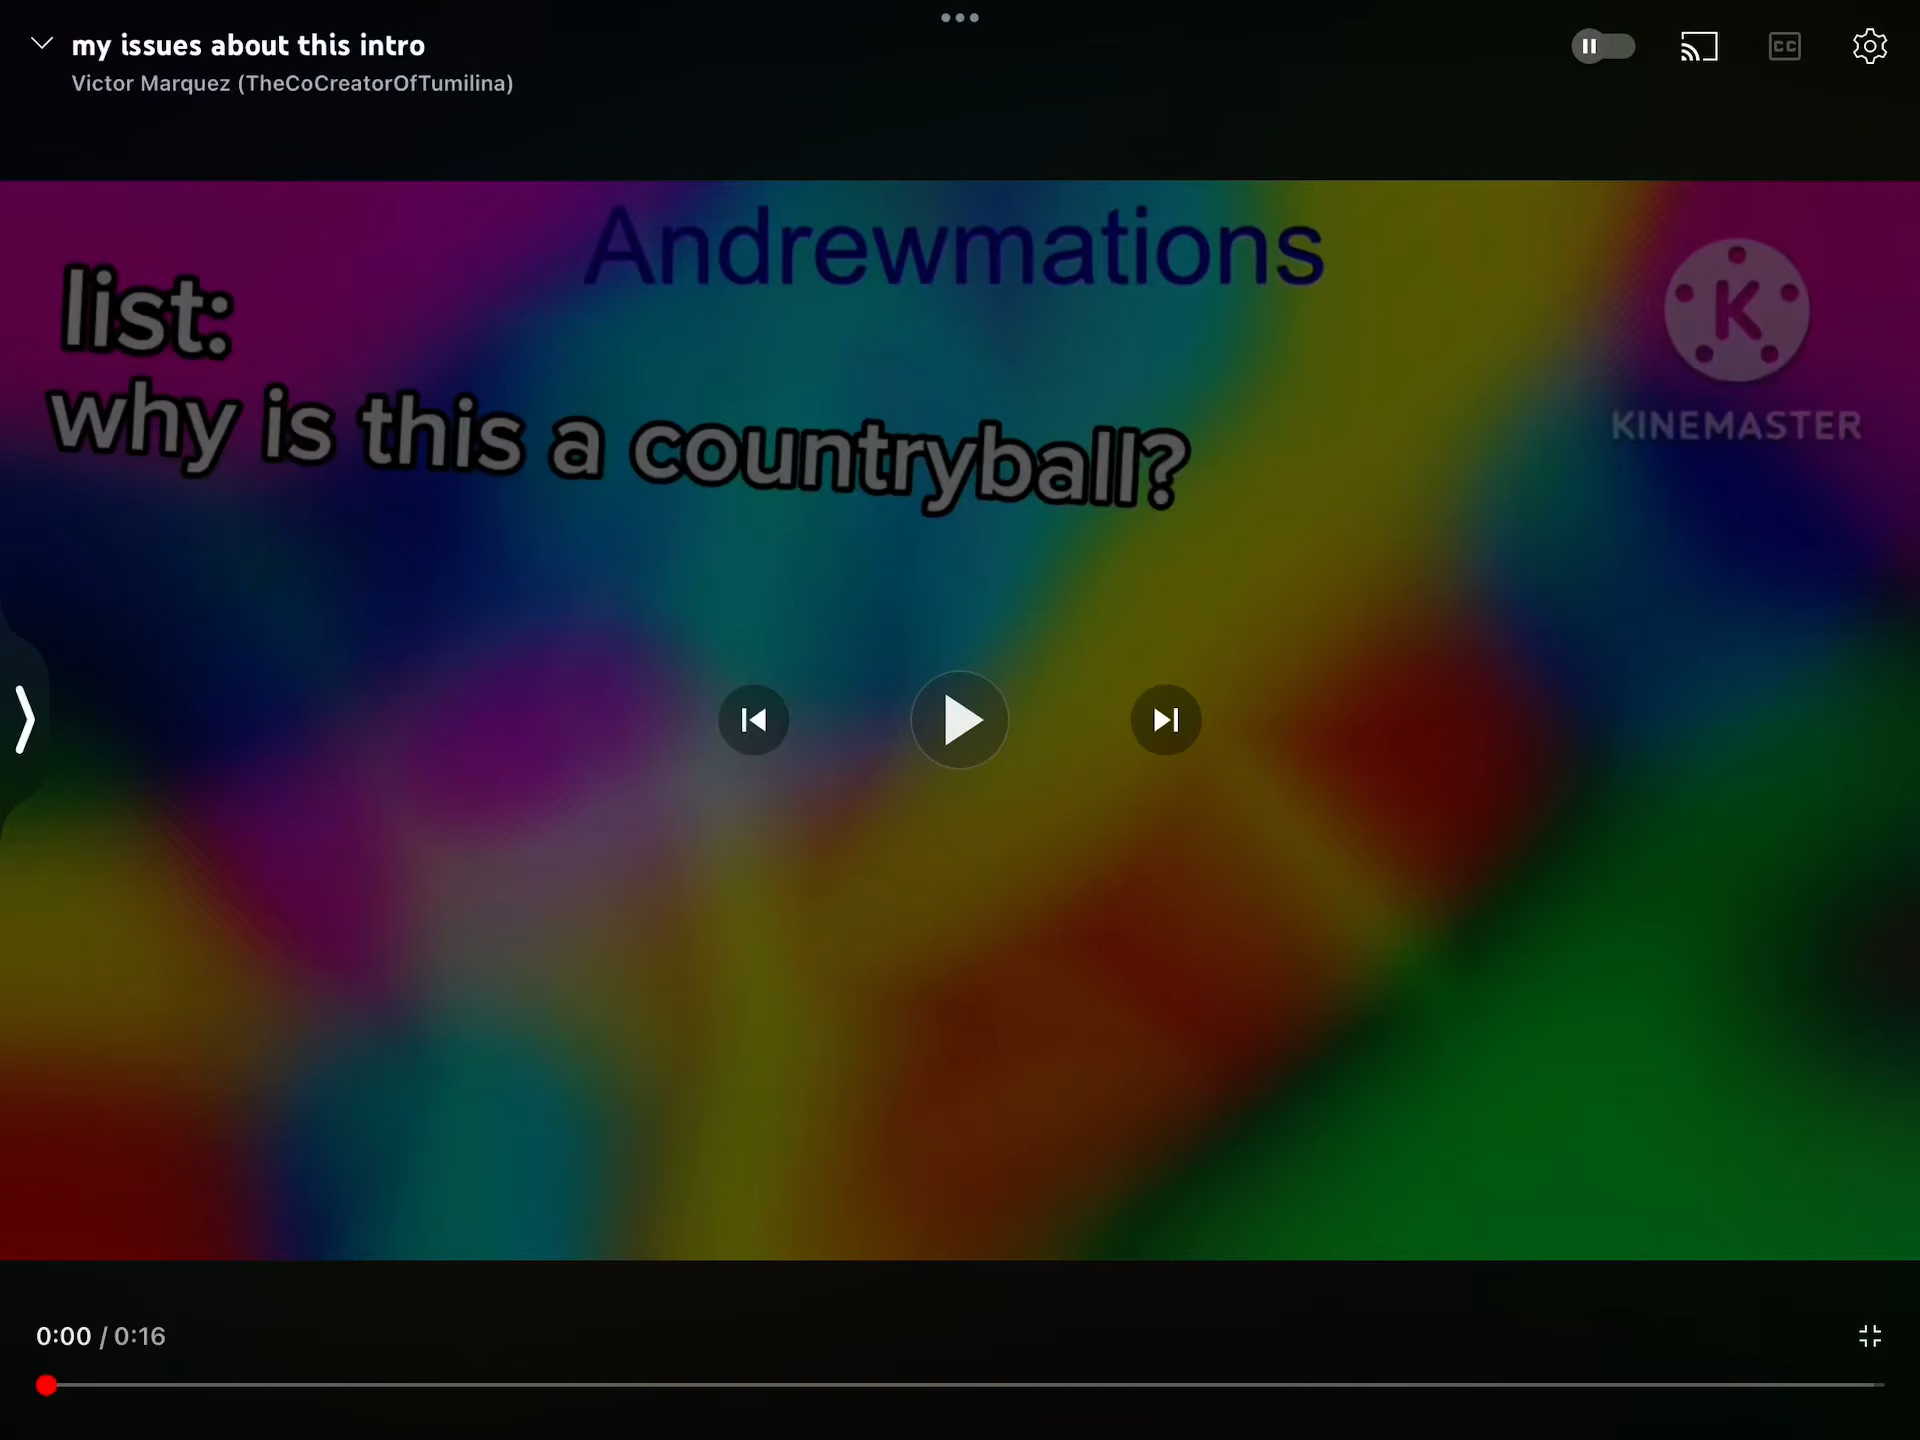 my issues about this intro
Victor Marquez (TheCoCreatorOfTumilina)
CC
Andrewmations
list:
why is this a countryball?
K
KINEMASTER
0:00 / 0:16